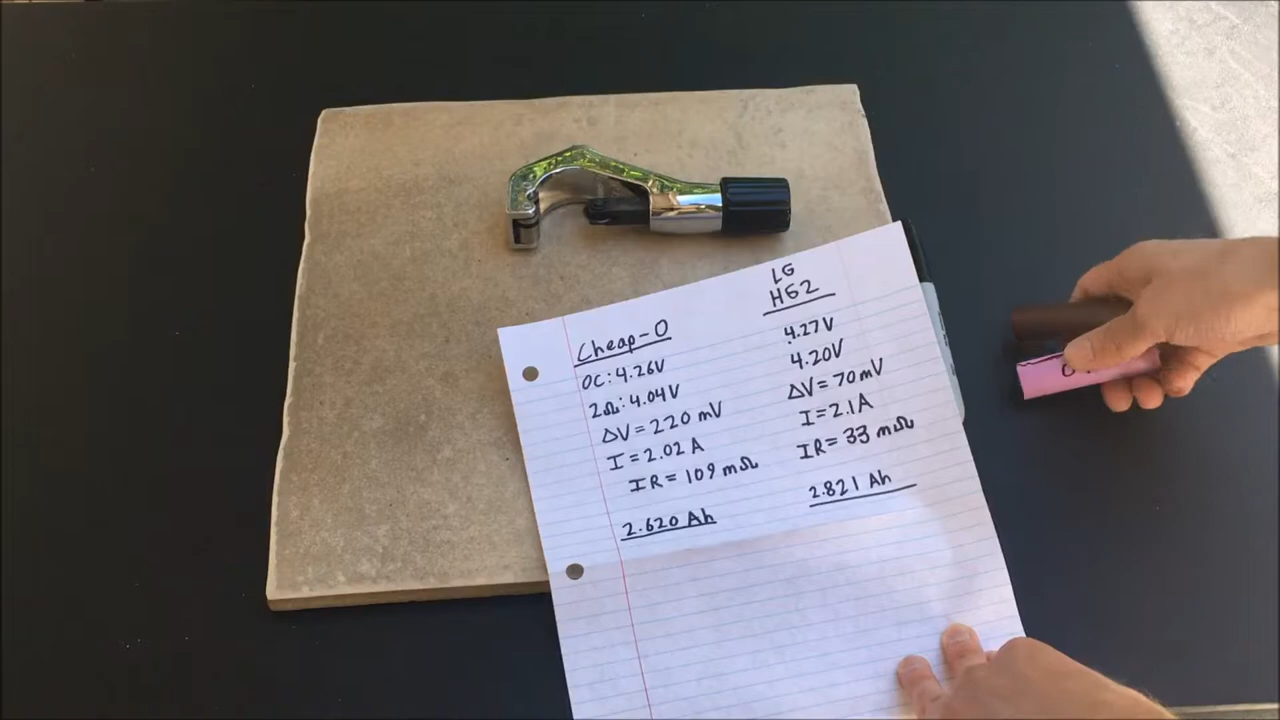 Cheap-O
OC: 4.26V
2Ω: 4.04V
ΔV = 220 mV
I = 2.02 A
IR = 109 mΩ
2.620 Ah
LG
HG2
4.27V
4.20V
ΔV = 70mV
I = 2.1A
IR = 33 mΩ
2.821 Ah